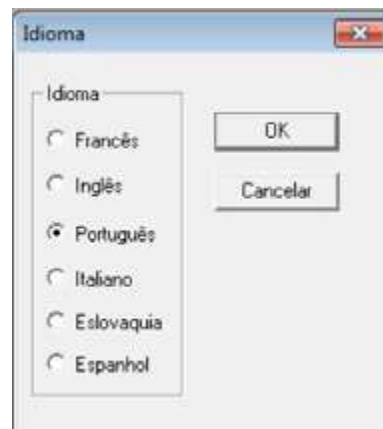 Idioma
Idioma
Francês
OK
Inglês
Cancelar
Português
Italiano
Eslovaquia
Espanhol